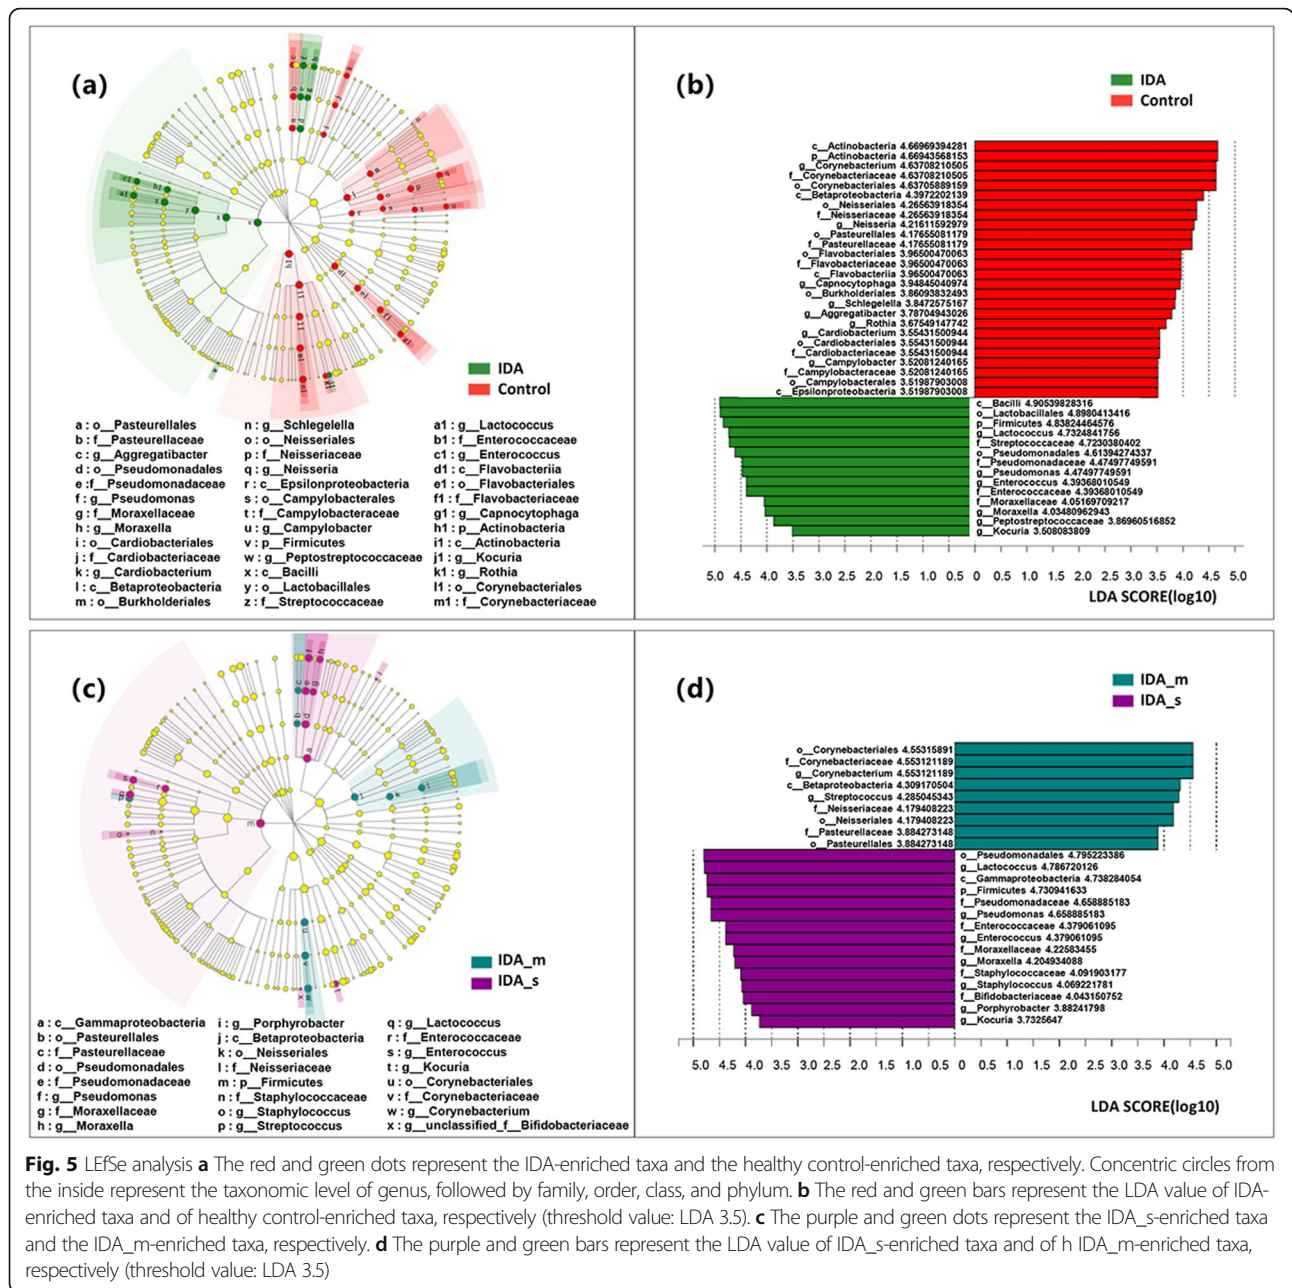 (a)
IDA
Control
a : o__Pasteurellales
b : f__Pasteurellaceae
c : g__Aggregatibacter
d : o__Pseudomonadales
e : f__Pseudomonadaceae
f : g__Pseudomonas
g : f__Moraxellaceae
h : g__Moraxella
i : o__Cardiobacteriales
j : f__Cardiobacteriaceae
k : g__Cardiobacterium
l : c__Betaproteobacteria
m : o__Burkholderiales
n : g__Schlegelella
o : o__Neisseriales
p : f__Neisseriaceae
q : g__Neisseria
r : c__Epsilonproteobacteria
s : o__Campylobacterales
t : f__Campylobacteraceae
u : g__Campylobacter
v : p__Firmicutes
w : g__Peptostreptococcaceae
x : c__Bacilli
y : o__Lactobacillales
z : f__Streptococcaceae
a1 : g__Lactococcus
b1 : f__Enterococcaceae
c1 : g__Enterococcus
d1 : c__Flavobacteriia
e1 : o__Flavobacteriales
f1 : f__Flavobacteriaceae
g1 : g__Capnocytophaga
h1 : p__Actinobacteria
i1 : c__Actinobacteria
j1 : g__Kocuria
k1 : g__Rothia
l1 : o__Corynebacteriales
m1 : f__Corynebacteriaceae
(b)
IDA
Control
c__Actinobacteria 4.66969394281
p__Actinobacteria 4.66943568153
g__Corynebacterium 4.63708210505
f__Corynebacteriaceae 4.63708210505
o__Corynebacteriales 4.63705889159
c__Betaproteobacteria 4.3972202139
o__Neisseriales 4.26563918354
f__Neisseriaceae 4.26563918354
g__Neisseria 4.21611592979
o__Pasteurellales 4.17655081179
f__Pasteurellaceae 4.17655081179
o__Flavobacteriales 3.96500470063
f__Flavobacteriaceae 3.96500470063
c__Flavobacteriia 3.96500470063
g__Capnocytophaga 3.94845040974
o__Burkholderiales 3.86093832493
g__Schlegelella 3.8472575167
g__Aggregatibacter 3.78704943026
g__Rothia 3.67549147742
g__Cardiobacterium 3.55431500944
o__Cardiobacteriales 3.55431500944
f__Cardiobacteriaceae 3.55431500944
g__Campylobacter 3.52081240165
f__Campylobacteraceae 3.52081240165
o__Campylobacterales 3.51987903008
c__Epsilonproteobacteria 3.51987903008
c__Bacilli 4.90539828316
o__Lactobacillales 4.8980413416
p__Firmicutes 4.83824464576
g__Lactococcus 4.7324841756
f__Streptococcaceae 4.7230380402
o__Pseudomonadales 4.61394274337
f__Pseudomonadaceae 4.47497749591
g__Pseudomonas 4.47497749591
g__Enterococcus 4.39368010549
f__Enterococcaceae 4.39368010549
f__Moraxellaceae 4.05169709217
g__Moraxella 4.03480962943
g__Peptostreptococcaceae 3.86960516852
g__Kocuria 3.508083809
5.0 4.5 4.0 3.5 3.0 2.5 2.0 1.5 1.0 0.5 0 0.5 1.0 1.5 2.0 2.5 3.0 3.5 4.0 4.5 5.0
LDA SCORE(log10)
(c)
IDA_m
IDA_s
a : c__Gammaproteobacteria
b : o__Pasteurellales
c : f__Pasteurellaceae
d : o__Pseudomonadales
e : f__Pseudomonadaceae
f : g__Pseudomonas
g : f__Moraxellaceae
h : g__Moraxella
i : g__Porphyrobacter
j : c__Betaproteobacteria
k : o__Neisseriales
l : f__Neisseriaceae
m : p__Firmicutes
n : f__Staphylococcaceae
o : g__Staphylococcus
p : g__Streptococcus
q : g__Lactococcus
r : f__Enterococcaceae
s : g__Enterococcus
t : g__Kocuria
u : o__Corynebacteriales
v : f__Corynebacteriaceae
w : g__Corynebacterium
x : g__unclassified_f__Bifidobacteriaceae
(d)
IDA_m
IDA_s
o__Corynebacteriales 4.55315891
f__Corynebacteriaceae 4.553121189
g__Corynebacterium 4.553121189
c__Betaproteobacteria 4.309170504
g__Streptococcus 4.285045343
f__Neisseriaceae 4.179408223
o__Neisseriales 4.179408223
f__Pasteurellaceae 3.884273148
o__Pasteurellales 3.884273148
o__Pseudomonadales 4.795223386
g__Lactococcus 4.786720126
c__Gammaproteobacteria 4.738284054
p__Firmicutes 4.730941633
f__Pseudomonadaceae 4.658885183
g__Pseudomonas 4.658885183
f__Enterococcaceae 4.379061095
g__Enterococcus 4.379061095
f__Moraxellaceae 4.22583455
g__Moraxella 4.204934088
f__Staphylococcaceae 4.091903177
g__Staphylococcus 4.069221781
f__Bifidobacteriaceae 4.043150752
g__Porphyrobacter 3.88241798
g__Kocuria 3.7325647
5.0 4.5 4.0 3.5 3.0 2.5 2.0 1.5 1.0 0.5 0 0.5 1.0 1.5 2.0 2.5 3.0 3.5 4.0 4.5 5.0
LDA SCORE(log10)
Fig. 5 LEfSe analysis a The red and green dots represent the IDA-enriched taxa and the healthy control-enriched taxa, respectively. Concentric circles from
the inside represent the taxonomic level of genus, followed by family, order, class, and phylum. b The red and green bars represent the LDA value of IDA-
enriched taxa and of healthy control-enriched taxa, respectively (threshold value: LDA 3.5). c The purple and green dots represent the IDA_s-enriched taxa
and the IDA_m-enriched taxa, respectively. d The purple and green bars represent the LDA value of IDA_s-enriched taxa and of h IDA_m-enriched taxa,
respectively (threshold value: LDA 3.5)